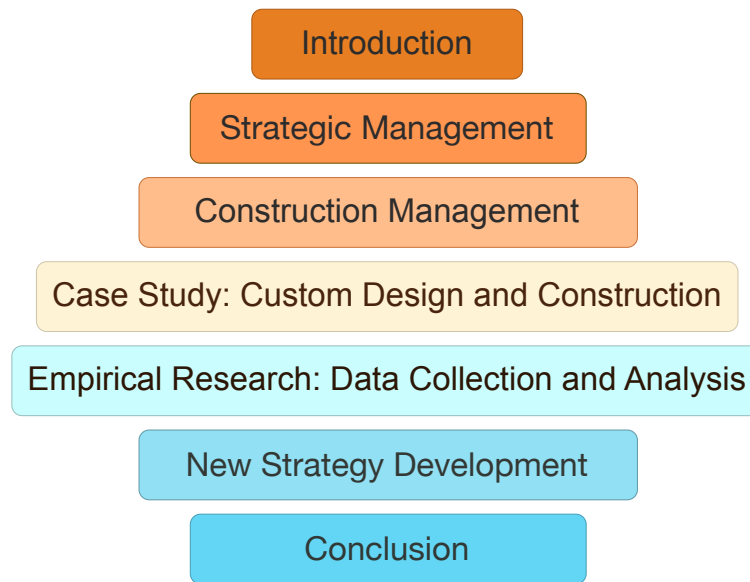 Introduction
Strategic Management
Construction Management
Case Study: Custom Design and Construction
Empirical Research: Data Collection and Analysis
New Strategy Development
Conclusion